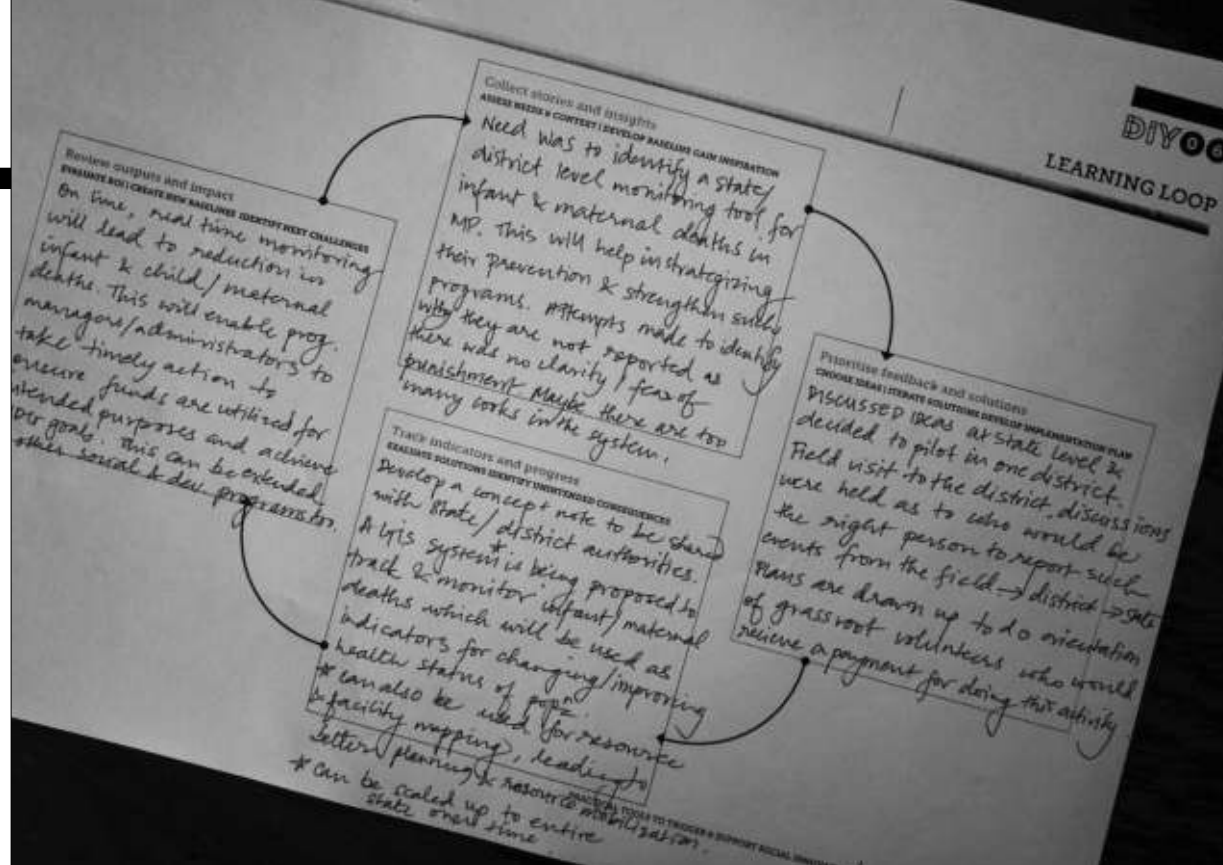 DIY 06
LEARNING LOOP
Collect stories and insights
ASSESS NEEDS & CONTEXT | DEVELOP BASELINE GAIN INSPIRATION
Need was to identify a state/
district level monitoring tool for
infant & maternal deaths in
MP. This will help in strategizing
their prevention & strengthen such
programs. Attempts made to identify
why they are not reported as
there was no clarity / fear of
punishment. Maybe there are too
many cooks in the system.
Prioritise feedback and solutions
CHOOSE IDEAS | ITERATE SOLUTIONS DEVELOP IMPLEMENTATION PLAN
DISCUSSED IDEAS at State level &
decided to pilot in one district.
Field visit to the district, discussions
were held as to who would be
the right person to report such
events from the field → district → state
Plans are drawn up to do orientation
of grassroot volunteers who would
recieve a payment for doing this activity
Track indicators and progress
EVALUATE SOLUTIONS IDENTIFY UNINTENDED CONSEQUENCES
Develop a concept note to be shared
with State/district authorities.
A GIS system* is being proposed to
track & monitor infant/maternal
deaths which will be used as
indicators for changing/improving
health status of popn.
* can also be used for resource
& facility mapping, leading to
better planning & resource mobilization.
* can be scaled up to entire
state over time.
Review outputs and impact
EVALUATE ROI | CREATE NEW BASELINES IDENTIFY NEXT CHALLENGES
On line, real time monitoring
will lead to reduction in
infant & child/maternal
deaths. This will enable prog.
managers/administrators to
take timely action to
ensure funds are utilized for
intended purposes and achieve
goals. This can be extended
other social & dev. programs too.
PRACTICAL TOOLS TO TRIGGER & SUPPORT SOCIAL